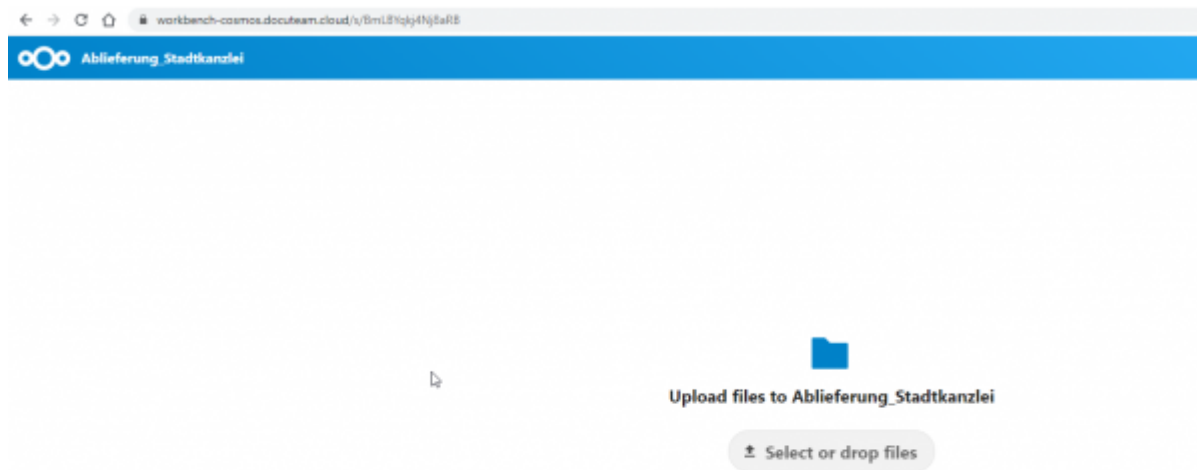 workbench-cosmos.docuteam.cloud/s/
Ablieferung_Stadtkanzlei
Upload files to Ablieferung_Stadtkanzlei
Select or drop files